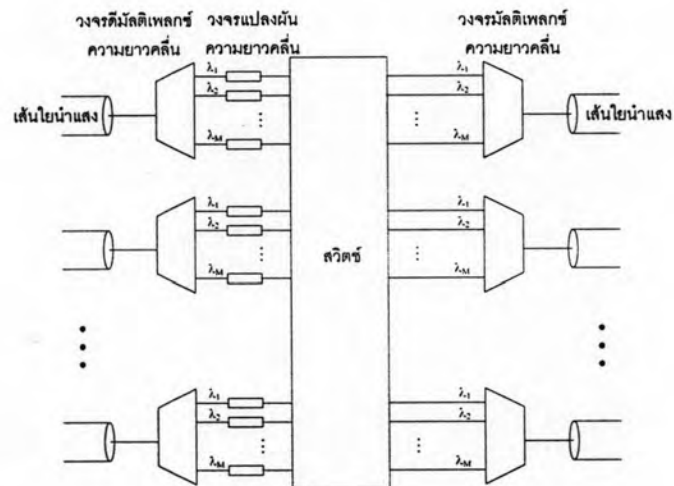 วงจรดีมัลติเพลกซ์
ความยาวคลื่น
วงจรแปลงผัน
ความยาวคลื่น
วงจรมัลติเพลกซ์
ความยาวคลื่น
เส้นใยนำแสง
λ1
λ2
λM
λ1
λ2
λM
เส้นใยนำแสง
λ1
λ2
λM
สวิตซ์
λ1
λ2
λM
λ1
λ2
λM
λ1
λ2
λM